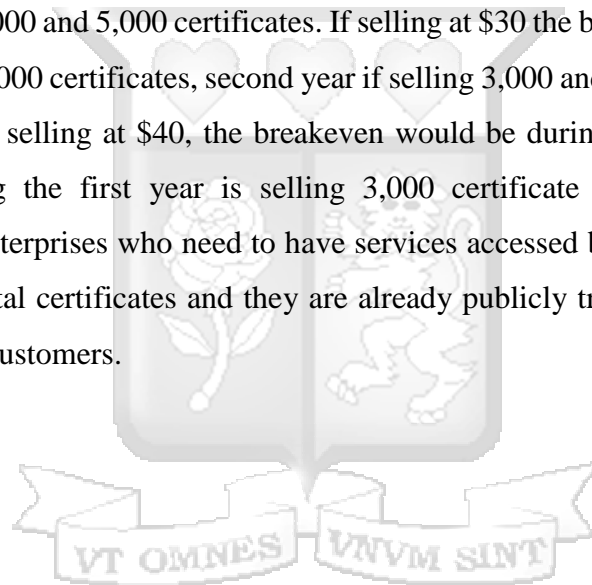 000 and 5,000 certificates. If selling at $30 the b
000 certificates, second year if selling 3,000 and
selling at $40, the breakeven would be durin
g the first year is selling 3,000 certificate
terprises who need to have services accessed b
tal certificates and they are already publicly tr
ustomers.
VT OMNES VNVM SINT